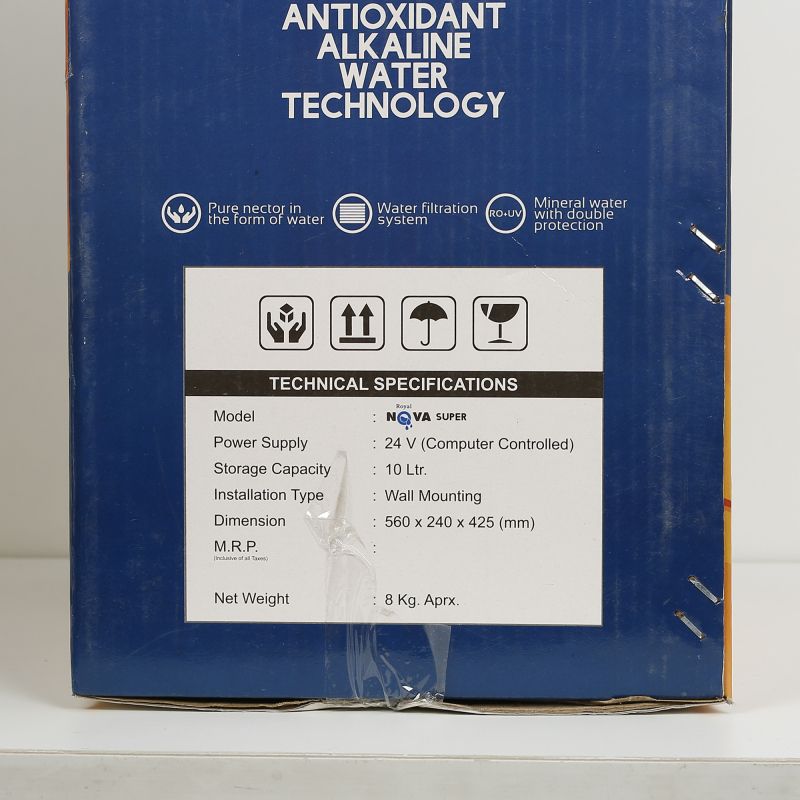 ANTIOXIDANT
ALKALINE
WATER
TECHNOLOGY
Pure nector in
the form of water
Water filtration
system
RO+UV
Mineral water
with double
protection
TECHNICAL SPECIFICATIONS
Model : Royal NOVA SUPER
Power Supply : 24 V (Computer Controlled)
Storage Capacity : 10 Ltr.
Installation Type : Wall Mounting
Dimension : 560 x 240 x 425 (mm)
M.R.P. :
(Inclusive of all Taxes)
Net Weight : 8 Kg. Aprx.